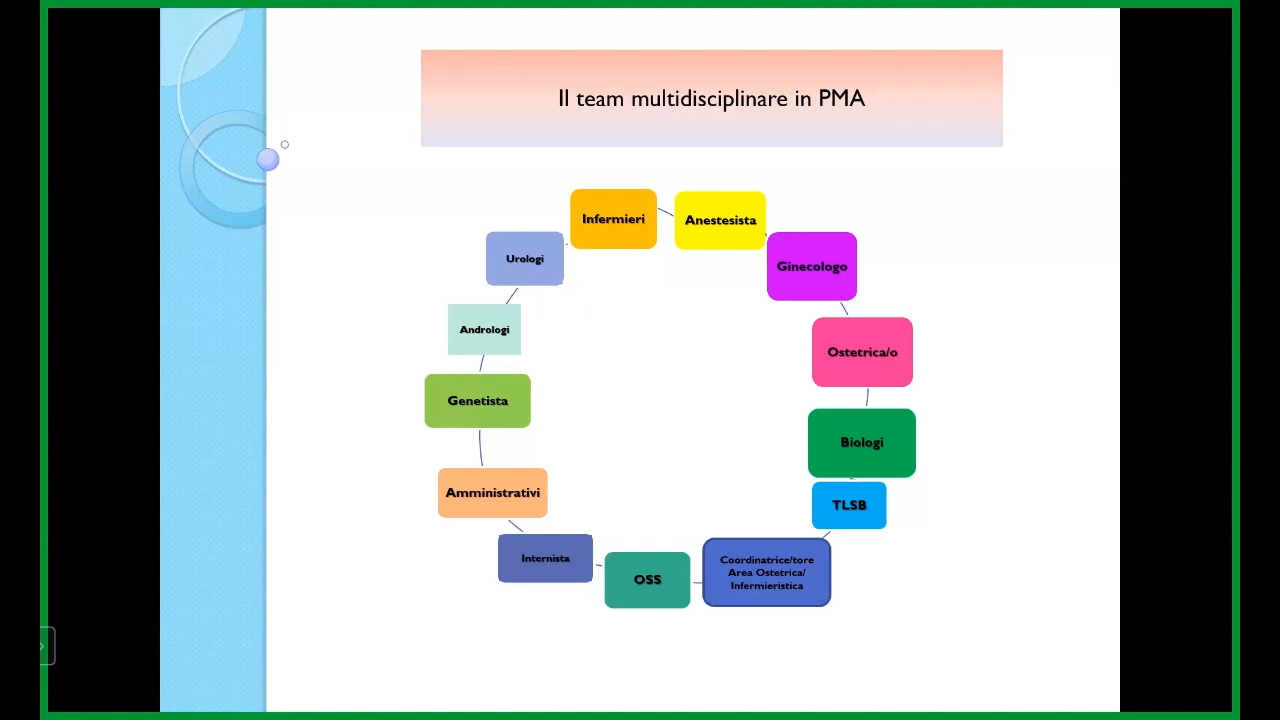 Il team multidisciplinare in PMA
Infermieri
Anestesista
Ginecologo
Ostetrica/o
Biologi
TLSB
Coordinatrice/tore
Area Ostetrica/
Infermieristica
OSS
Internista
Amministrativi
Genetista
Andrologi
Urologi